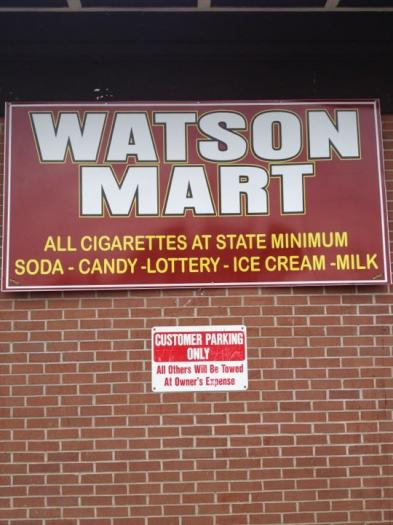 WATSON
MART
ALL CIGARETTES AT STATE MINIMUM
SODA - CANDY -LOTTERY - ICE CREAM -MILK
CUSTOMER PARKING
ONLY
All Others Will Be Towed
At Owner's Expense